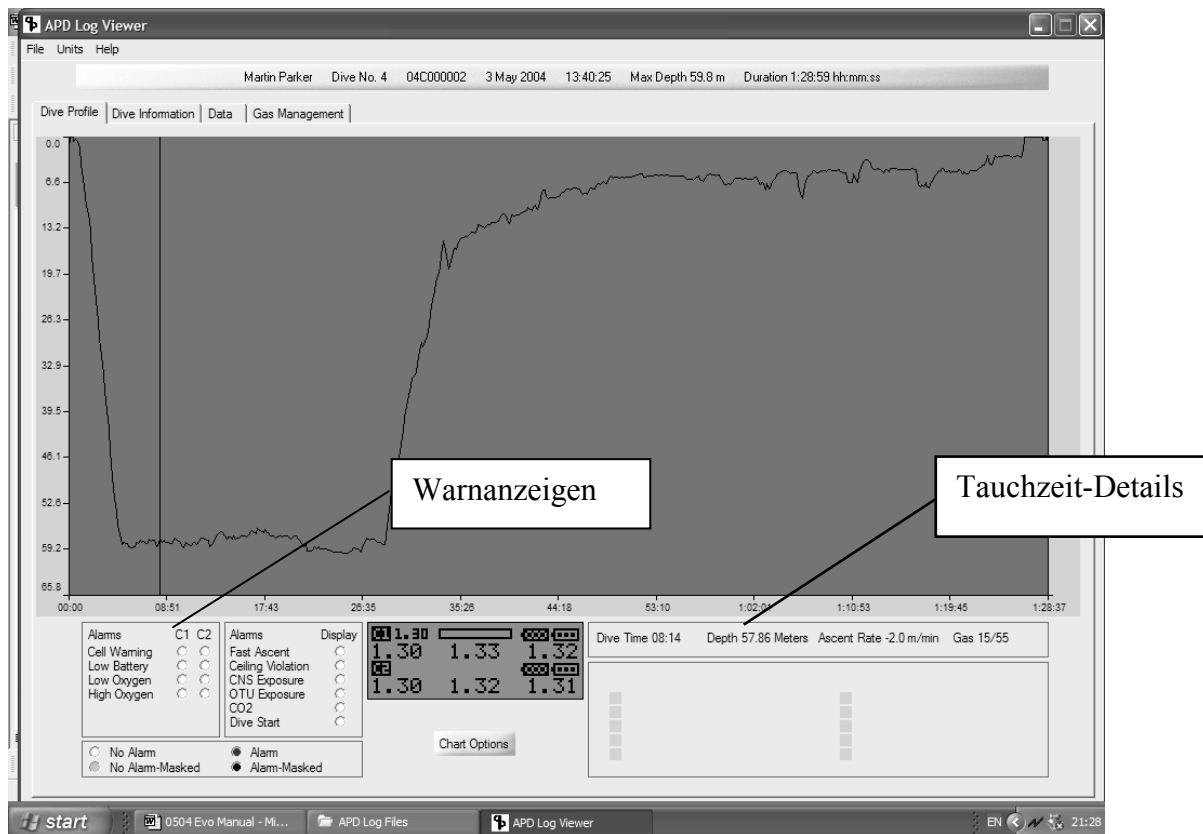 APD Log Viewer
File Units Help
Martin Parker Dive No. 4 04C000002 3 May 2004 13:40:25 Max Depth 59.8 m Duration 1:28:59 hh:mm:ss
Dive Profile Dive Information Data Gas Management
0.0
6.6
13.2
19.7
26.3
32.9
39.5
46.1
52.6
59.2
65.8
00:00 08:51 17:43 26:35 35:26 44:18 53:10 1:02:01 1:10:53 1:19:45 1:28:37
Warnanzeigen
Tauchzeit-Details
Alarms C1 C2
Cell Warning
Low Battery
Low Oxygen
High Oxygen
Alarms Display
Fast Ascent
Ceiling Violation
CNS Exposure
OTU Exposure
CO2
Dive Start
No Alarm
No Alarm-Masked
Alarm
Alarm-Masked
C1 1.30
1.30 1.33 1.32
C2
1.30 1.32 1.31
Chart Options
Dive Time 08:14 Depth 57.86 Meters Ascent Rate -2.0 m/min Gas 15/55
start 0504 Evo Manual - Mi... APD Log Files APD Log Viewer EN 21:28